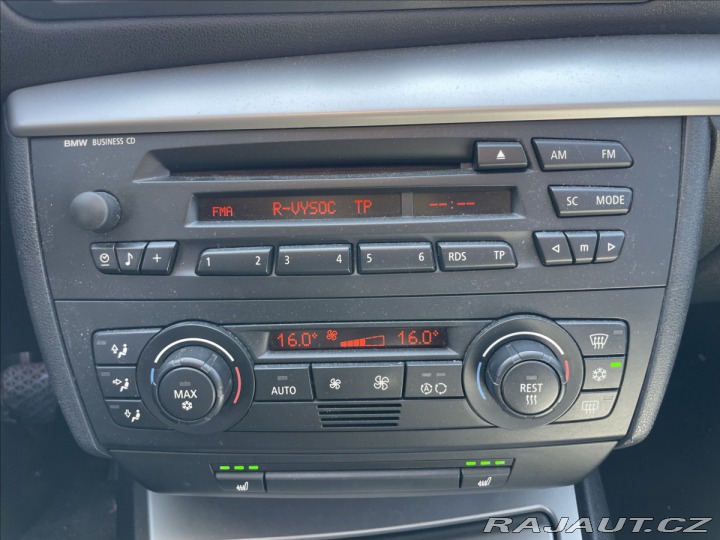 BMW BUSINESS CD
AM FM
FMA R-VYSOC TP --:--
SC MODE
1 2 3 4 5 6 RDS TP
m
16.0° 16.0°
MAX AUTO A REST
RAJAUT.CZ